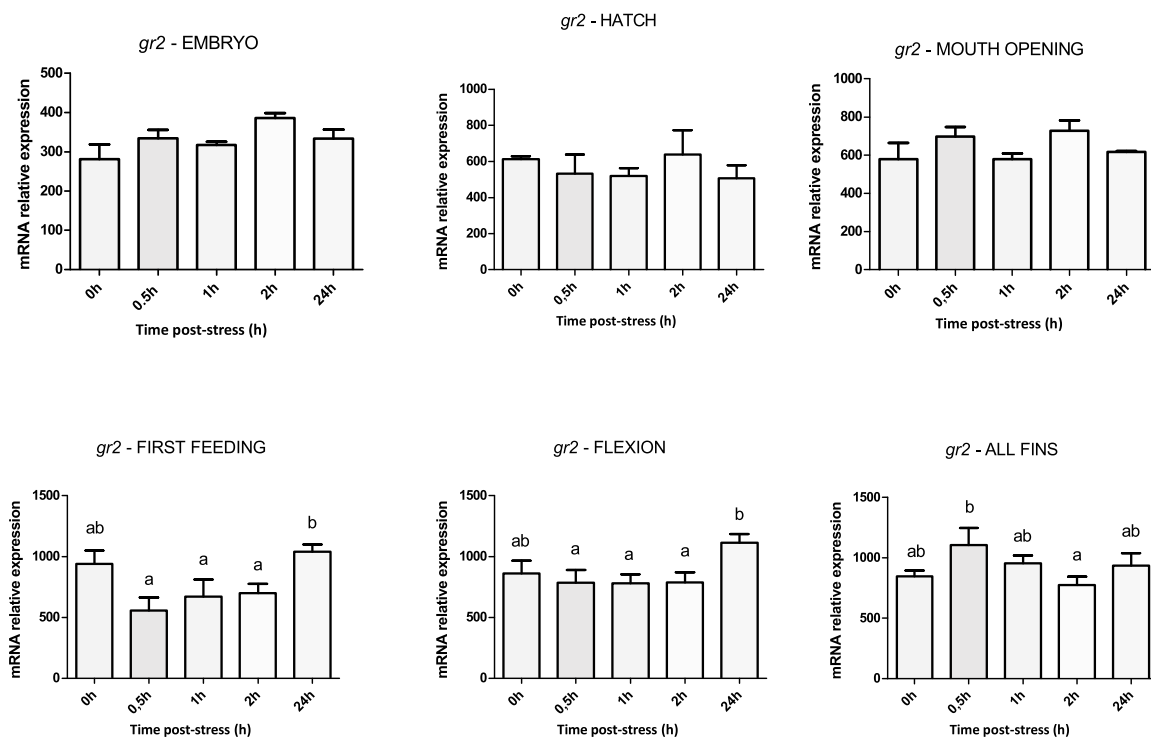 gr2 - EMBRYO
mRNA relative expression
500
400
300
200
100
0
0h
0.5h
1h
2h
24h
Time post-stress (h)
gr2 - HATCH
mRNA relative expression
1000
800
600
400
200
0
0h
0,5h
1h
2h
24h
Time post-stress (h)
gr2 - MOUTH OPENING
mRNA relative expression
1000
800
600
400
200
0
0h
0,5h
1h
2h
24h
Time post-stress (h)
gr2 - FIRST FEEDING
mRNA relative expression
1500
1000
500
0
ab
a
a
a
b
0h
0,5h
1h
2h
24h
Time post-stress (h)
gr2 - FLEXION
mRNA relative expression
1500
1000
500
0
ab
a
a
a
b
0h
0,5h
1h
2h
24h
Time post-stress (h)
gr2 - ALL FINS
mRNA relative expression
1500
1000
500
0
ab
b
ab
a
ab
0h
0,5h
1h
2h
24h
Time post-stress (h)